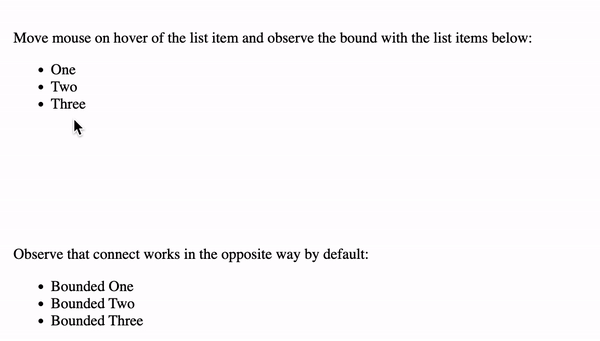 Move mouse on hover of the list item and observe the bound with the list items below:
• One
• Two
• Three
Observe that connect works in the opposite way by default:
• Bounded One
• Bounded Two
• Bounded Three